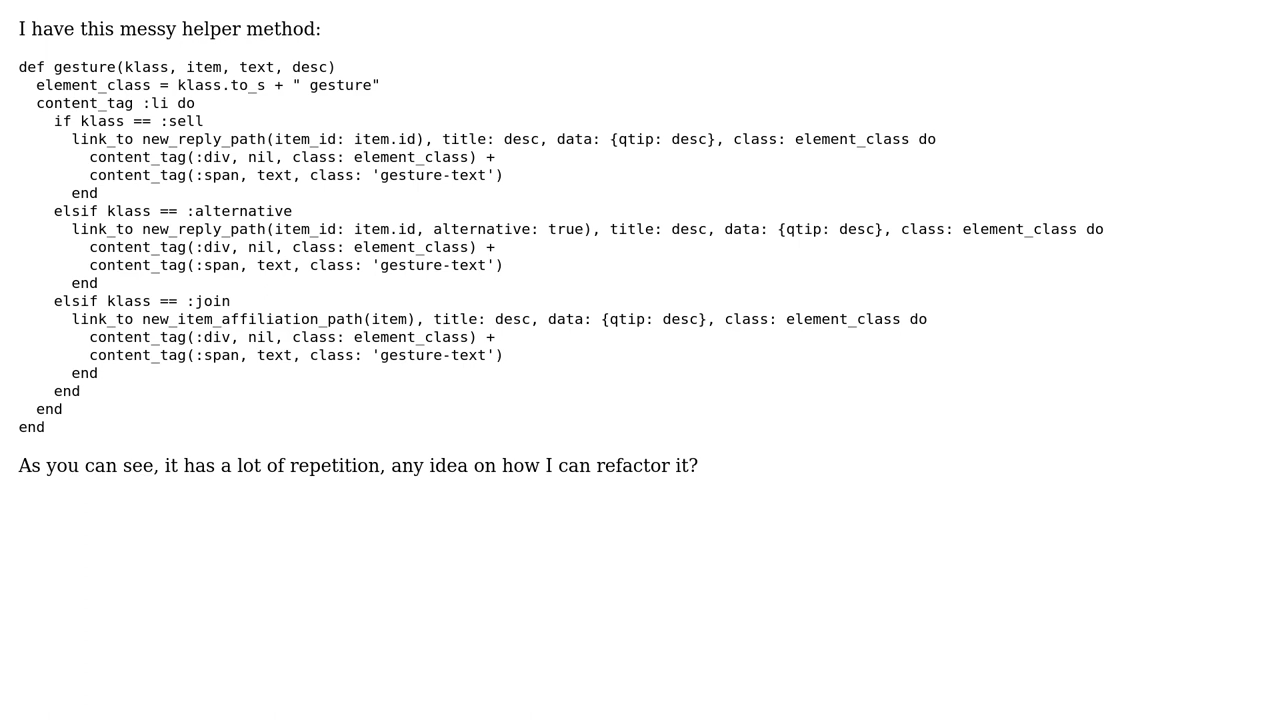 I have this messy helper method:
def gesture(klass, item, text, desc)
  element_class = klass.to_s + " gesture"
  content_tag :li do
    if klass == :sell
      link_to new_reply_path(item_id: item.id), title: desc, data: {qtip: desc}, class: element_class do
        content_tag(:div, nil, class: element_class) +
        content_tag(:span, text, class: 'gesture-text')
      end
    elsif klass == :alternative
      link_to new_reply_path(item_id: item.id, alternative: true), title: desc, data: {qtip: desc}, class: element_class do
        content_tag(:div, nil, class: element_class) +
        content_tag(:span, text, class: 'gesture-text')
      end
    elsif klass == :join
      link_to new_item_affiliation_path(item), title: desc, data: {qtip: desc}, class: element_class do
        content_tag(:div, nil, class: element_class) +
        content_tag(:span, text, class: 'gesture-text')
      end
    end
  end
end
As you can see, it has a lot of repetition, any idea on how I can refactor it?